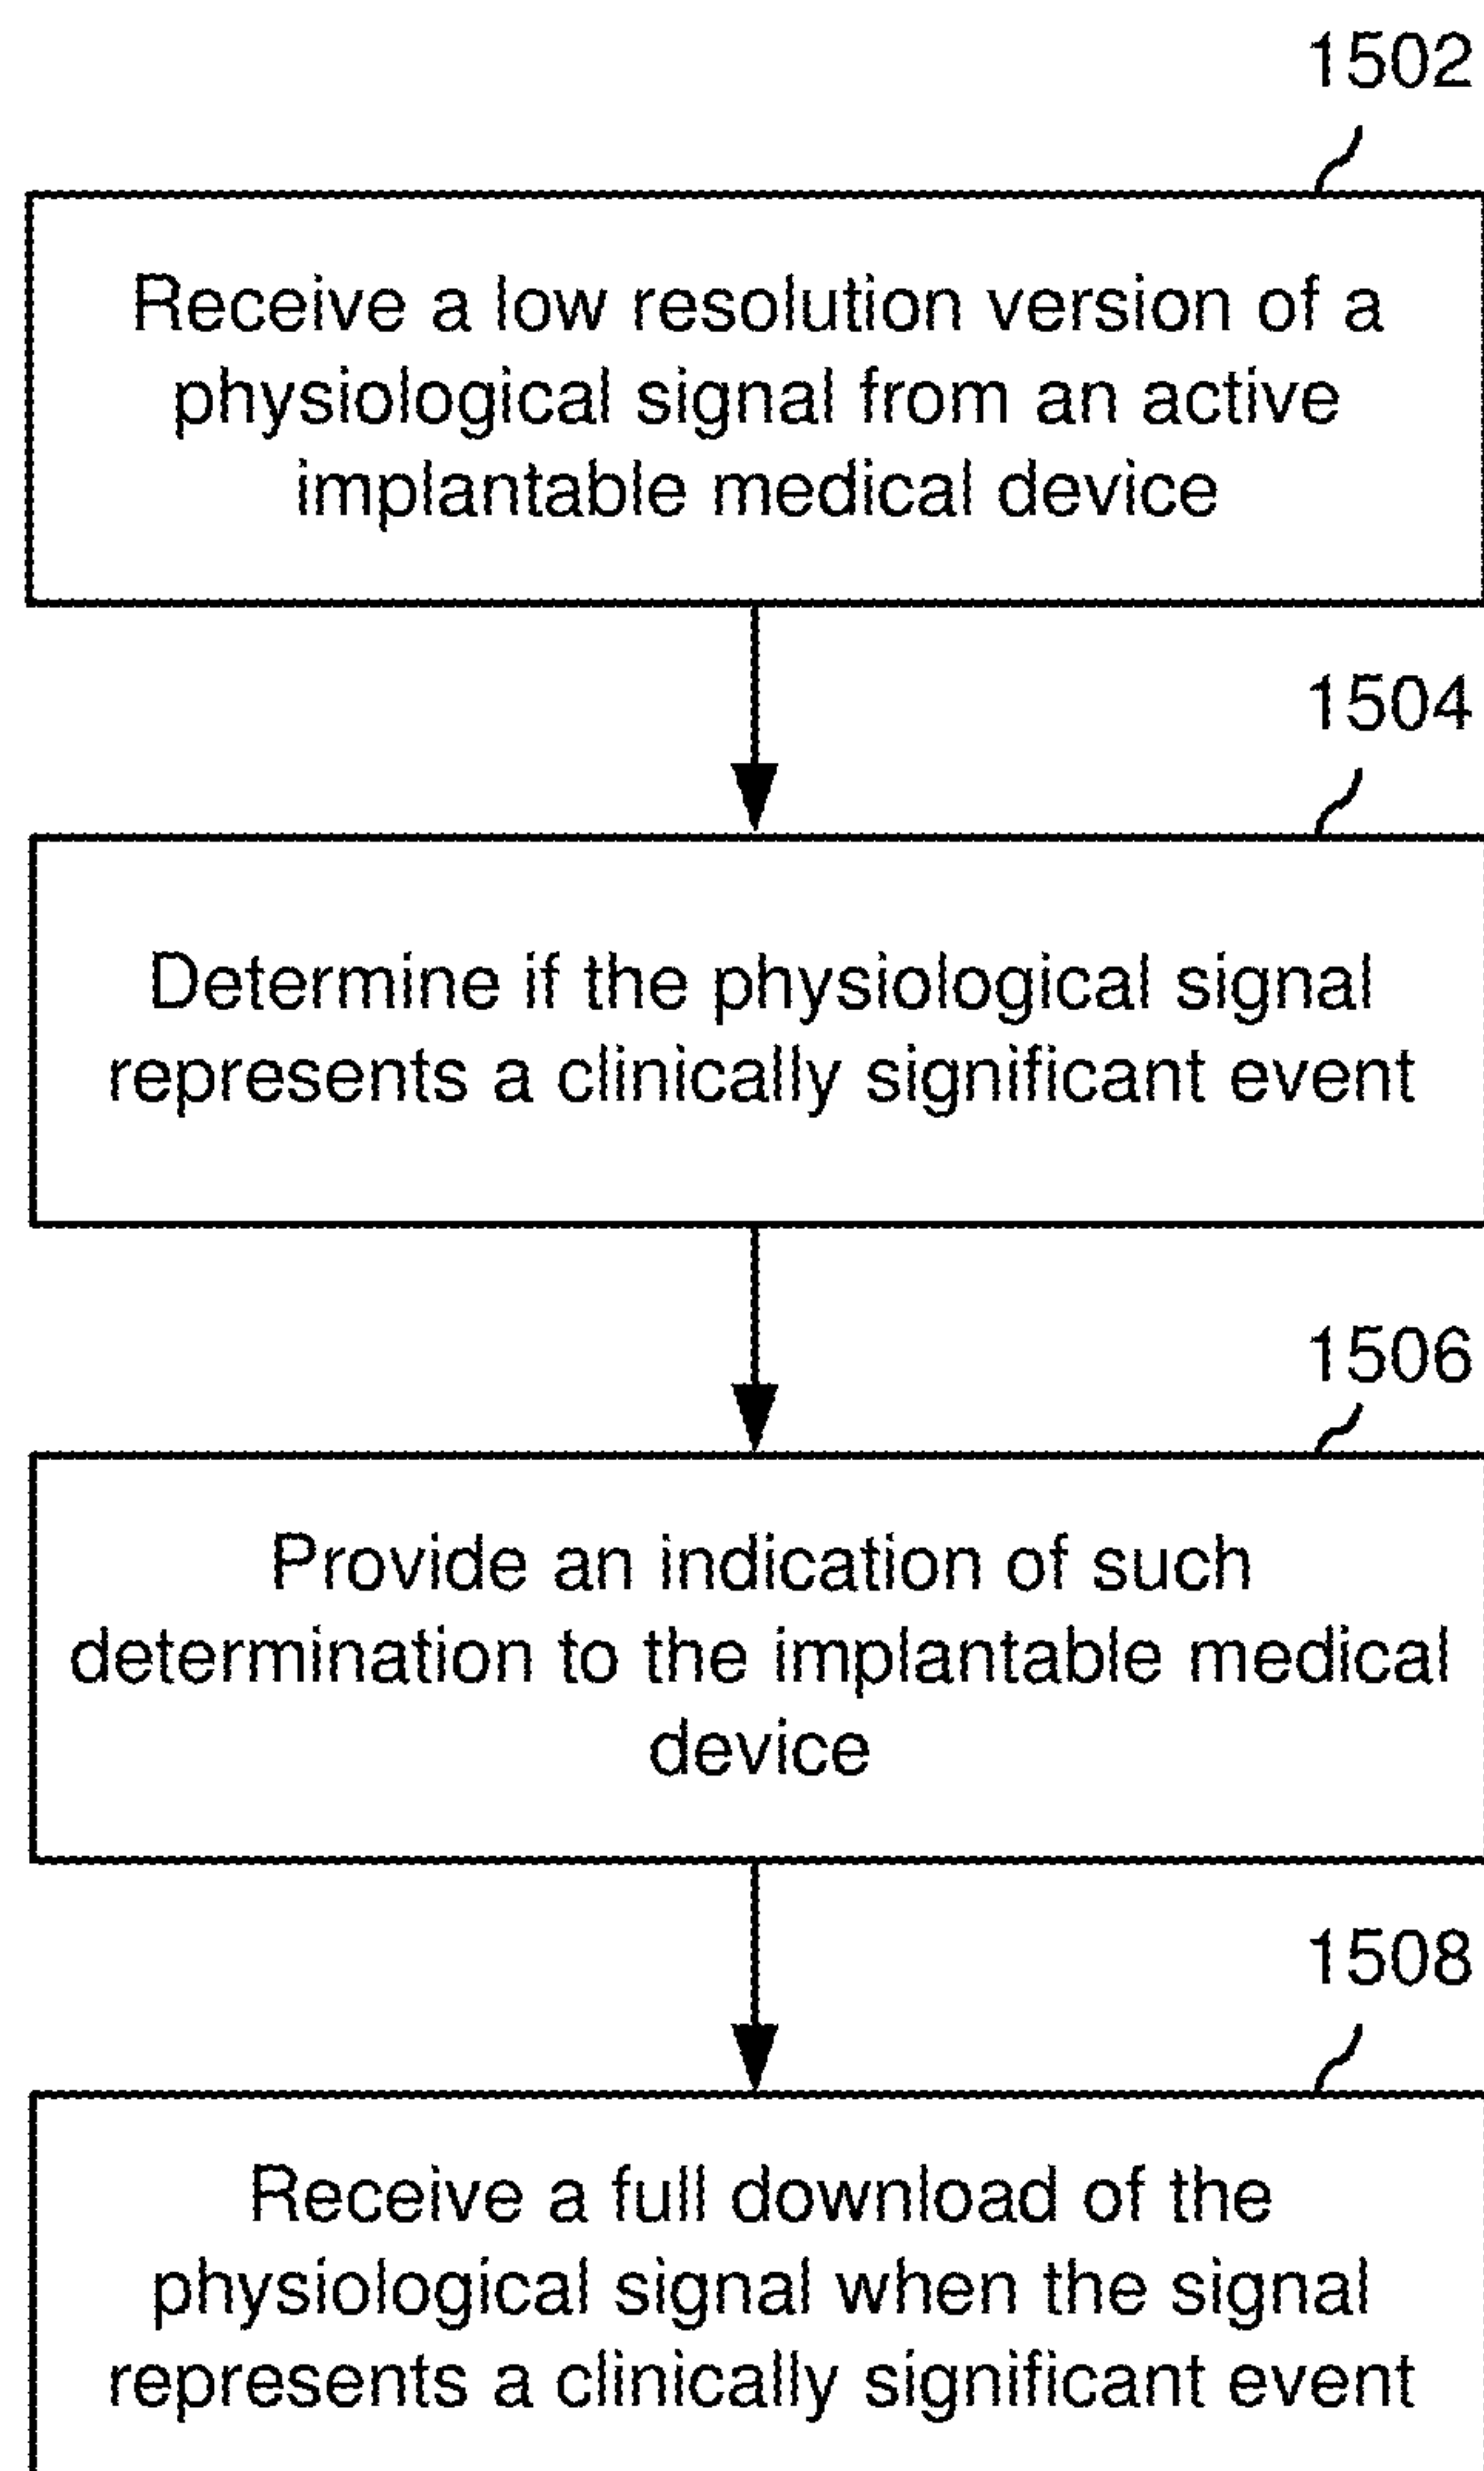 1502
Receive a low resolution version of a
physiological signal from an active
implantable medical device
1504
Determine if the physiological signal
represents a clinically significant event
1506
Provide an indication of such
determination to the implantable medical
device
1508
Receive a full download of the
physiological signal when the signal
represents a clinically significant event